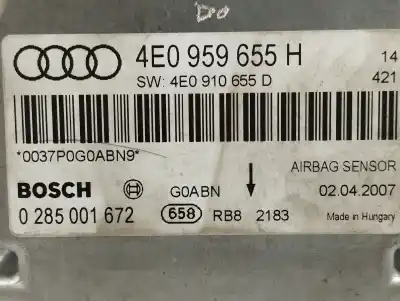 DO
4E0 959 655 H 14
SW: 4E0 910 655 D 421
*0037P0G0ABN9*
AIRBAG SENSOR
BOSCH G0ABN 02.04.2007
0 285 001 672 658 RB8 2183 Made in Hungary